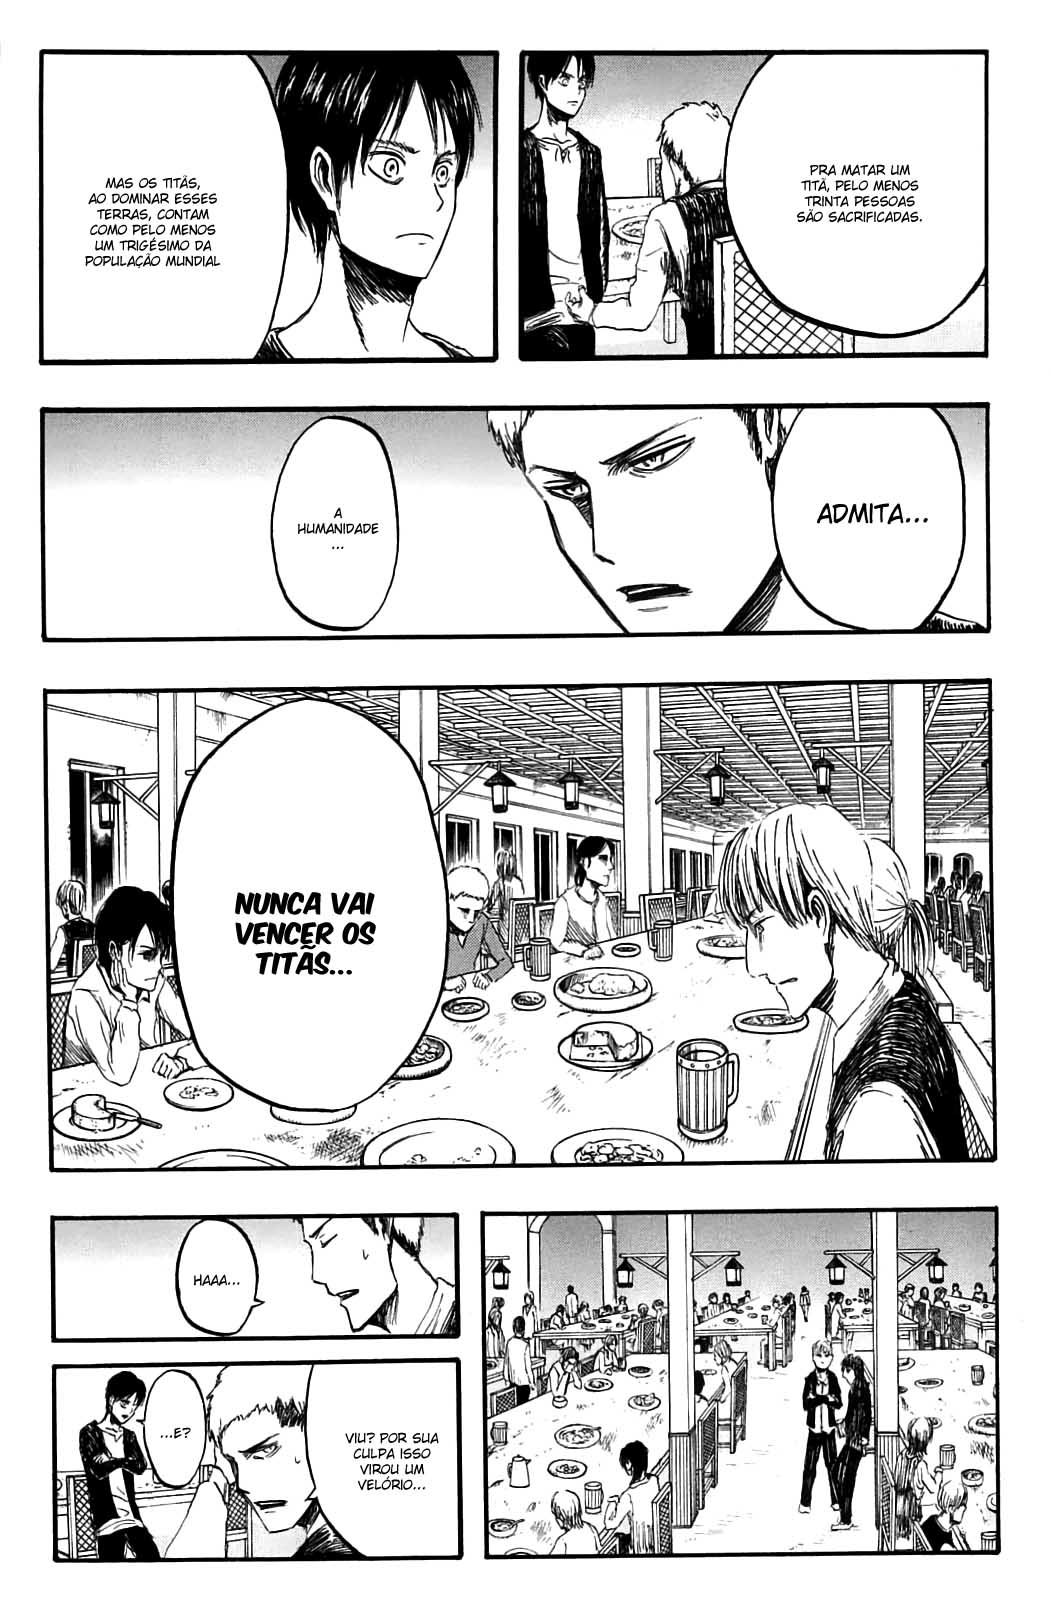 PRA MATAR UM
TITÃ, PELO MENOS
TRINTA PESSOAS
SÃO SACRIFICADAS.
MAS OS TITÃS,
AO DOMINAR ESSES
TERRAS, CONTAM
COMO PELO MENOS
UM TRIGÉSIMO DA
POPULAÇÃO MUNDIAL
ADMITA...
A
HUMANIDADE
...
NUNCA VAI
VENCER OS
TITÃS...
HAAA...
VIU? POR SUA
CULPA ISSO
VIROU UM
VELÓRIO...
...E?